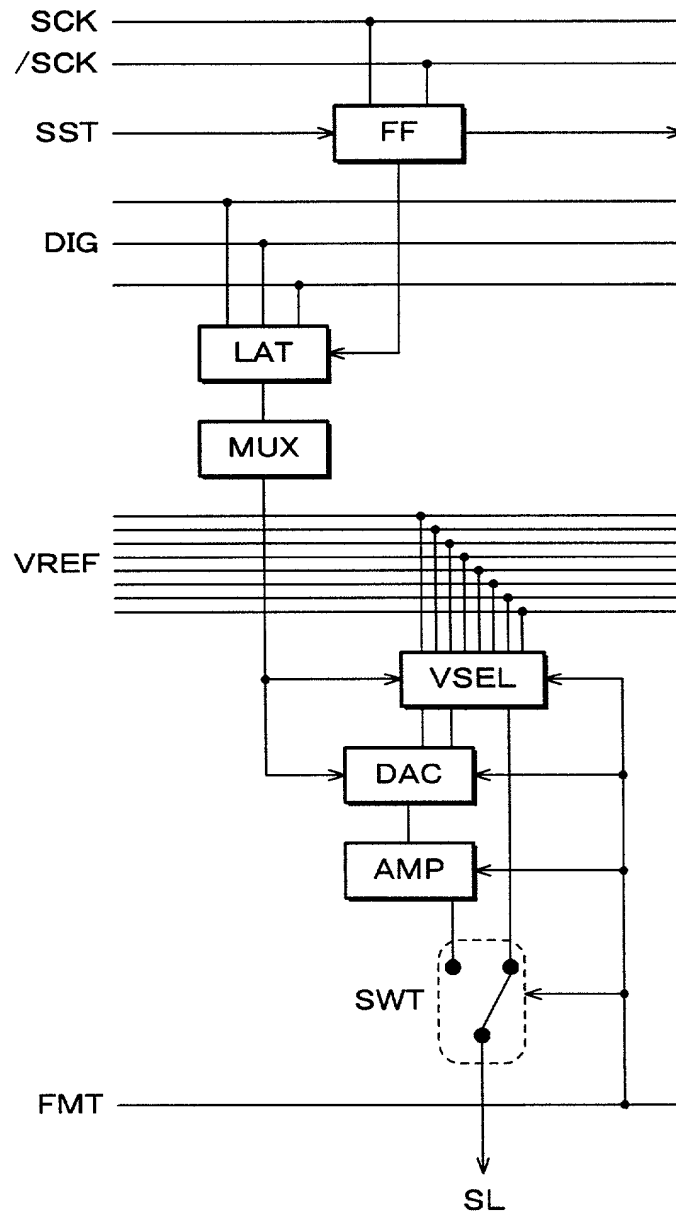 SCK
/SCK
SST
FF
DIG
LAT
MUX
VREF
VSEL
DAC
AMP
SWT
FMT
SL